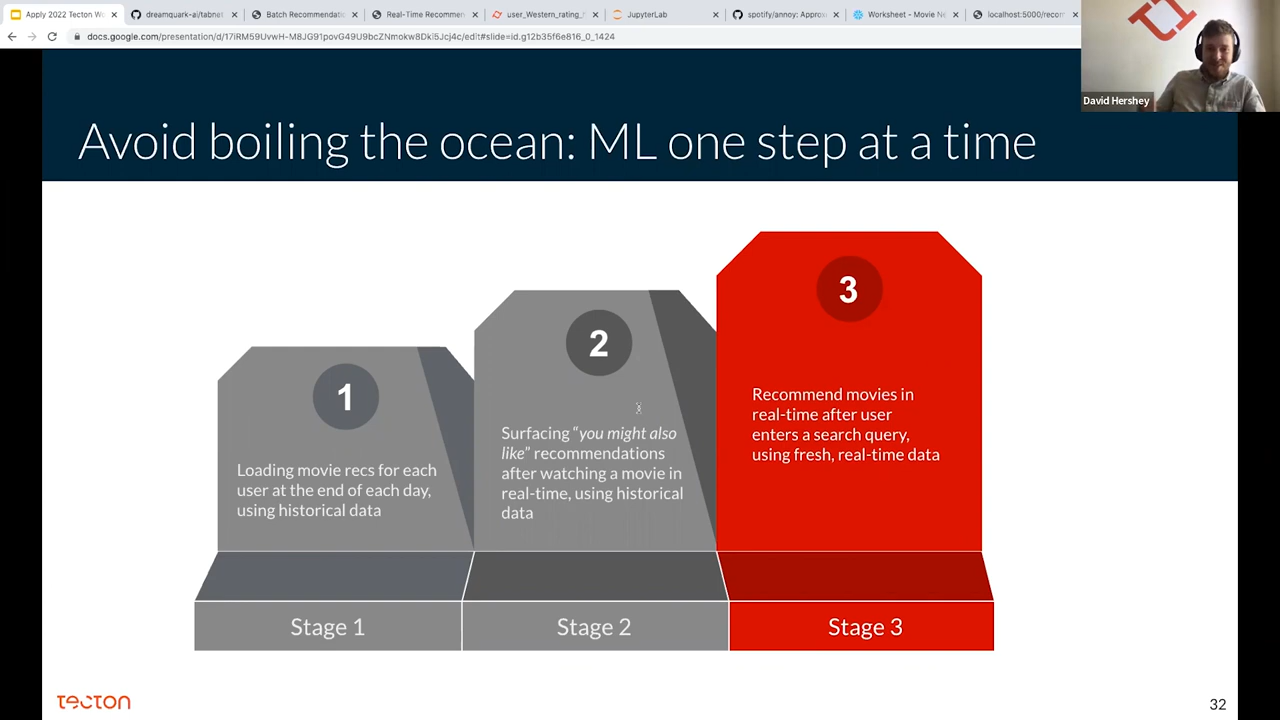 Apply 2022 Tecton Wo
dreamquark-ai/tabne
Batch Recommendatio
Real-Time Recommen
user_Western_rating_
JupyterLab
spotify/annoy: Approx
Worksheet - Movie Ne
localhost:5000/recom
docs.google.com/presentation/d/17iRM59UvwH-M8JG91povG49U9bcZNmokw8Dki5Jcj4c/edit#slide=id.g12b35f6e816_0_1424
David Hershey
Avoid boiling the ocean: ML one step at a time
1
Loading movie recs for each
user at the end of each day,
using historical data
2
Surfacing “you might also
like” recommendations
after watching a movie in
real-time, using historical
data
3
Recommend movies in
real-time after user
enters a search query,
using fresh, real-time data
Stage 1
Stage 2
Stage 3
tecton
32